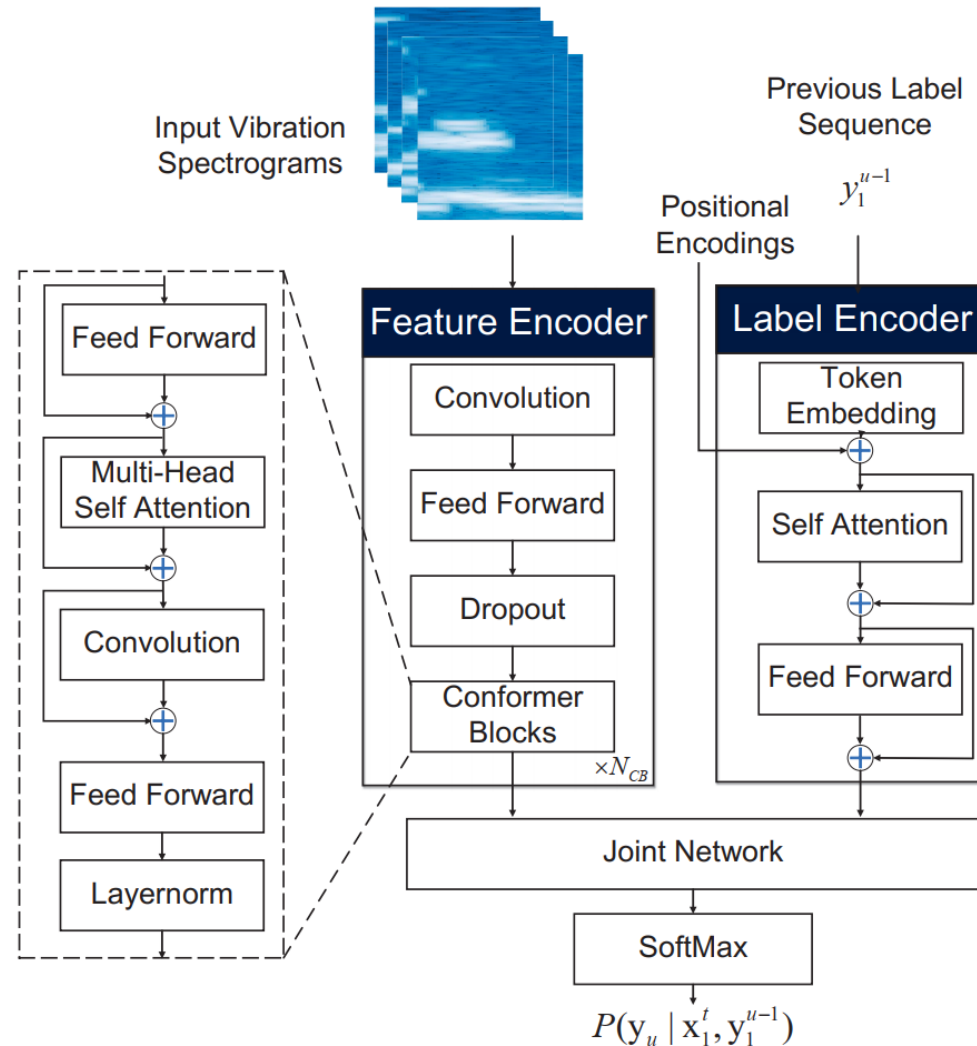 Input Vibration
Spectrograms
Previous Label
Sequence
y_1^{u-1}
Positional
Encodings
Feed Forward
Multi-Head
Self Attention
Convolution
Feed Forward
Layernorm
Feature Encoder
Convolution
Feed Forward
Dropout
Conformer
Blocks
×N_{CB}
Label Encoder
Token
Embedding
Self Attention
Feed Forward
Joint Network
SoftMax
P(y_u | x_1^t, y_1^{u-1})